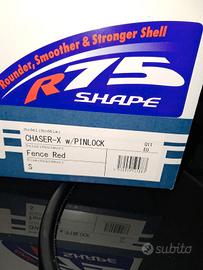 Rounder, Smoother & Stronger Shell
R75
SHAPE
CHASER-X w/PINLOCK
Fence Red
S
subito